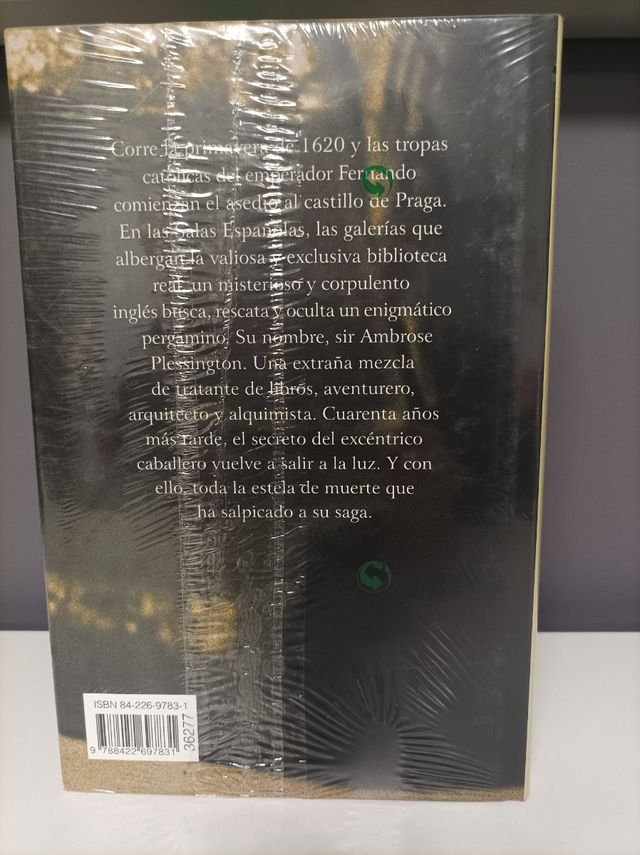 Corre la primavera de 1620 y las tropas
católicas del emperador Fernando
comienzan el asedio al castillo de Praga.
En las Salas Españolas, las galerías que
albergan la valiosa y exclusiva biblioteca
real, un misterioso y corpulento
inglés busca, rescata y oculta un enigmático
pergamino. Su nombre, sir Ambrose
Plessington. Una extraña mezcla
de tratante de libros, aventurero,
arquitecto y alquimista. Cuarenta años
más tarde, el secreto del excéntrico
caballero vuelve a salir a la luz. Y con
ello, toda la estela de muerte que
ha salpicado a su saga.
ISBN 84-226-9783-1
9 788422 697831
36277